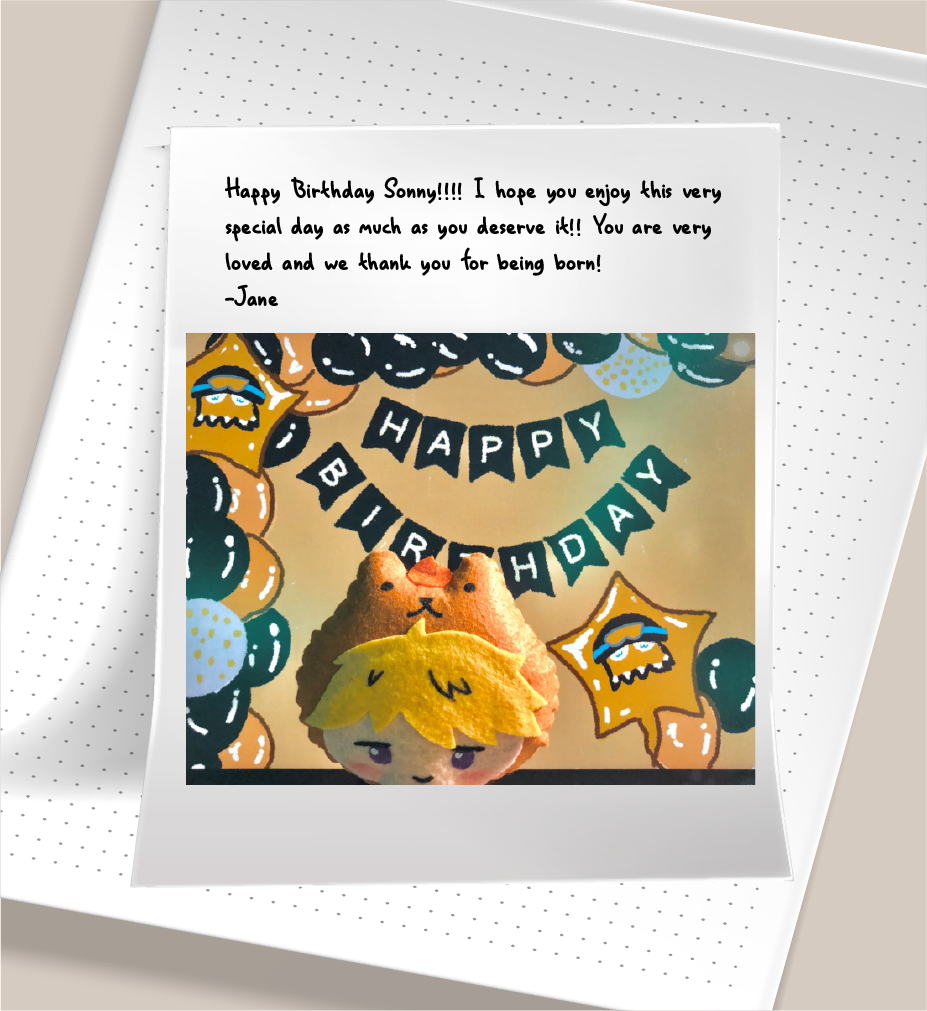 Happy Birthday Sonny!!!! I hope you enjoy this very
special day as much as you deserve it!! You are very
loved and we thank you for being born!
-Jane
HAPPY
BIRTHDAY